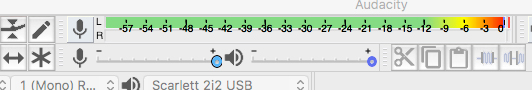 Audacity
L
R
-57 -54 -51 -48 -45 -42 -39 -36 -33 -30 -27 -24 -21 -18 -15 -12 -9 -6 -3 0
- +
- +
1 (Mono) R... Scarlett 2i2 USB